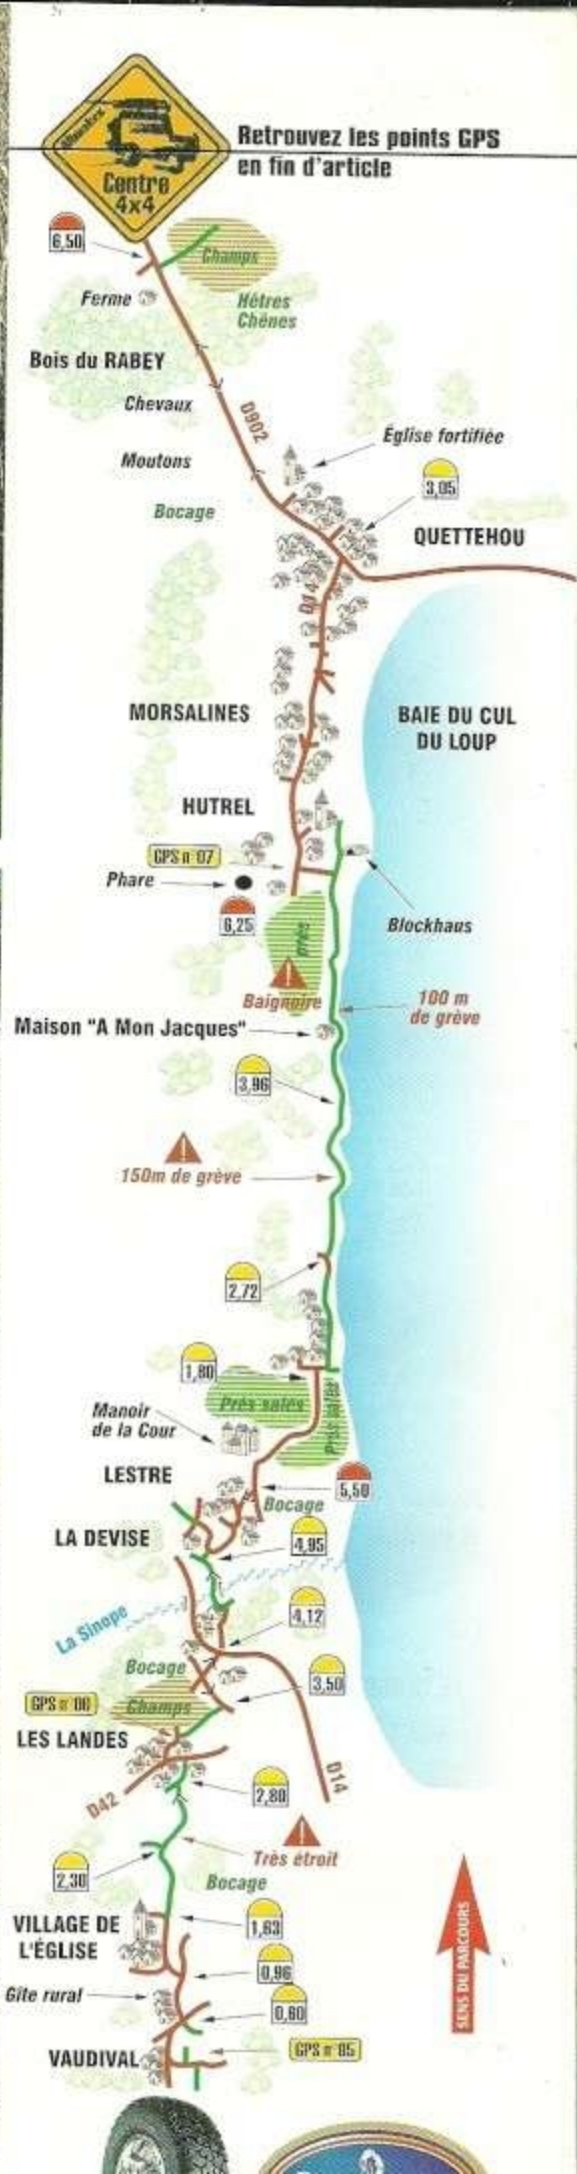 Almaker
Centre
4x4
Retrouvez les points GPS
en fin d'article
6,50
Champs
Ferme
Hêtres
Chênes
Bois du RABEY
Chevaux
D902
Église fortifiée
Moutons
3,05
Bocage
QUETTEHOU
D14
MORSALINES
BAIE DU CUL
DU LOUP
HUTREL
GPS n° 07
Phare
6,25
Blockhaus
Prés
Baignoire
100 m
de grève
Maison "A Mon Jacques"
3,96
150m de grève
2,72
1,80
Prés salés
Prés salés
Manoir
de la Cour
LESTRE
5,50
Bocage
LA DEVISE
4,95
La Sinope
4,12
Bocage
3,50
GPS n° 06
Champs
LES LANDES
D42
D14
2,80
Très étroit
2,30
Bocage
VILLAGE DE
L'ÉGLISE
1,63
0,96
Gîte rural
0,60
VAUDIVAL
GPS n° 05
SENS DU PARCOURS